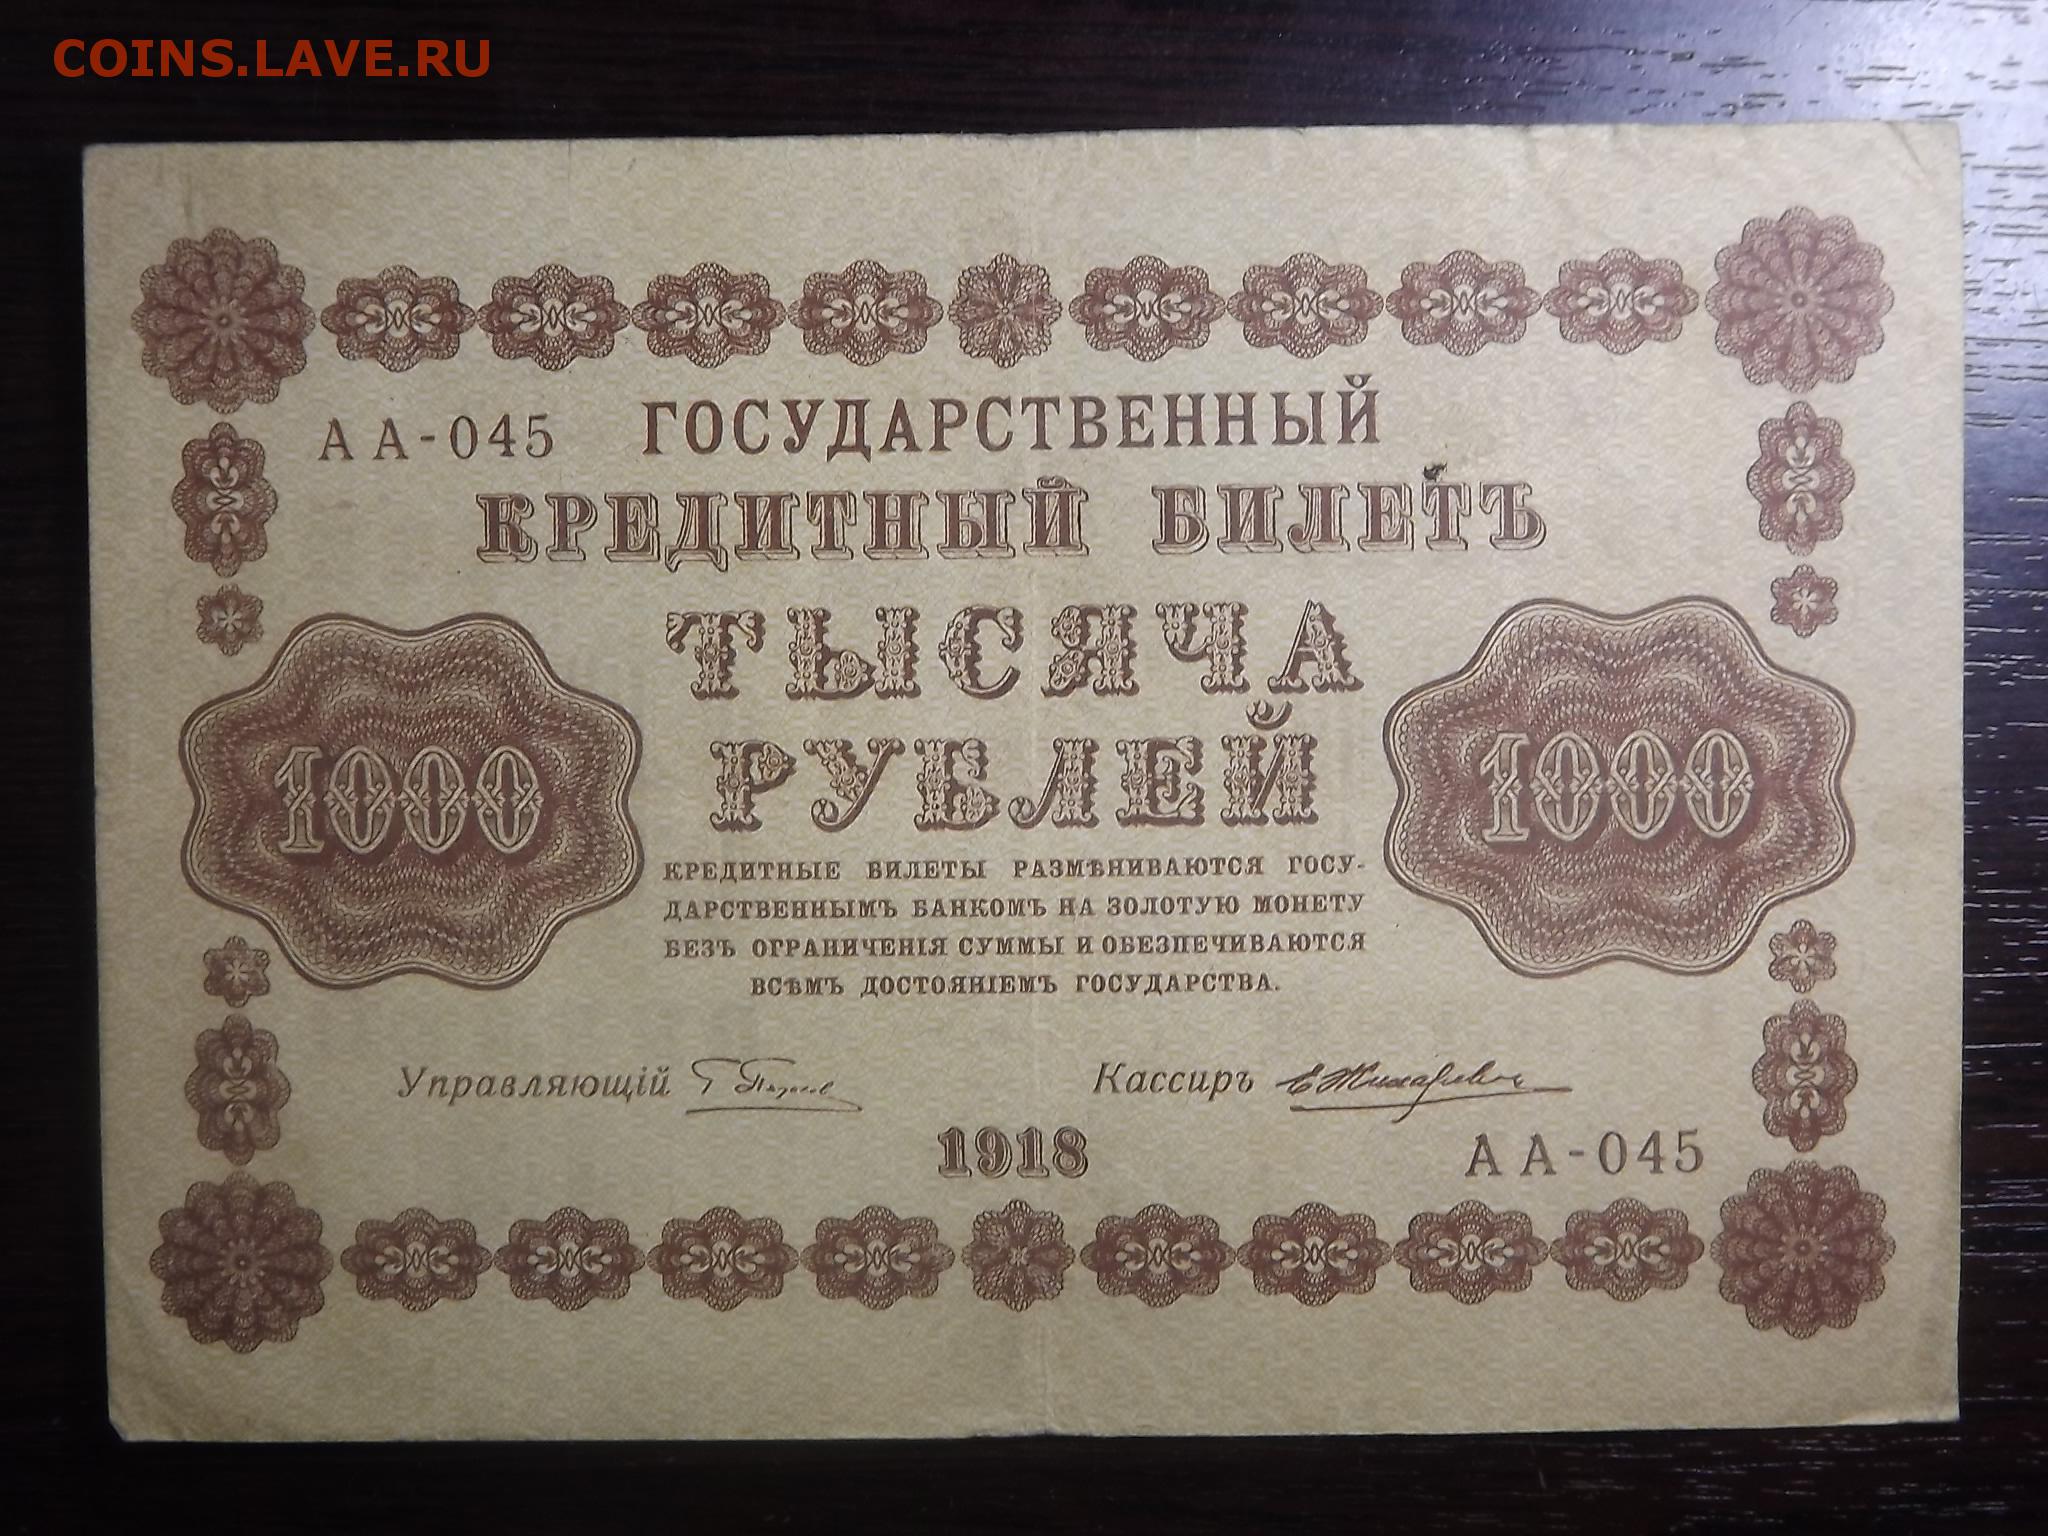 COINS.LAVE.RU
АА-045
ГОСУДАРСТВЕННЫЙ
КРЕДИТНЫЙ БИЛЕТЪ
ТЫСЯЧА
РУБЛЕЙ
1000
1000
КРЕДИТНЫЕ БИЛЕТЫ РАЗМѢНИВАЮТСЯ ГОСУ-
ДАРСТВЕННЫМЪ БАНКОМЪ НА ЗОЛОТУЮ МОНЕТУ
БЕЗЪ ОГРАНИЧЕНІЯ СУММЫ И ОБЕЗПЕЧИВАЮТСЯ
ВСѢМЪ ДОСТОЯНІЕМЪ ГОСУДАРСТВА.
Управляющій
Кассиръ
1918
АА-045